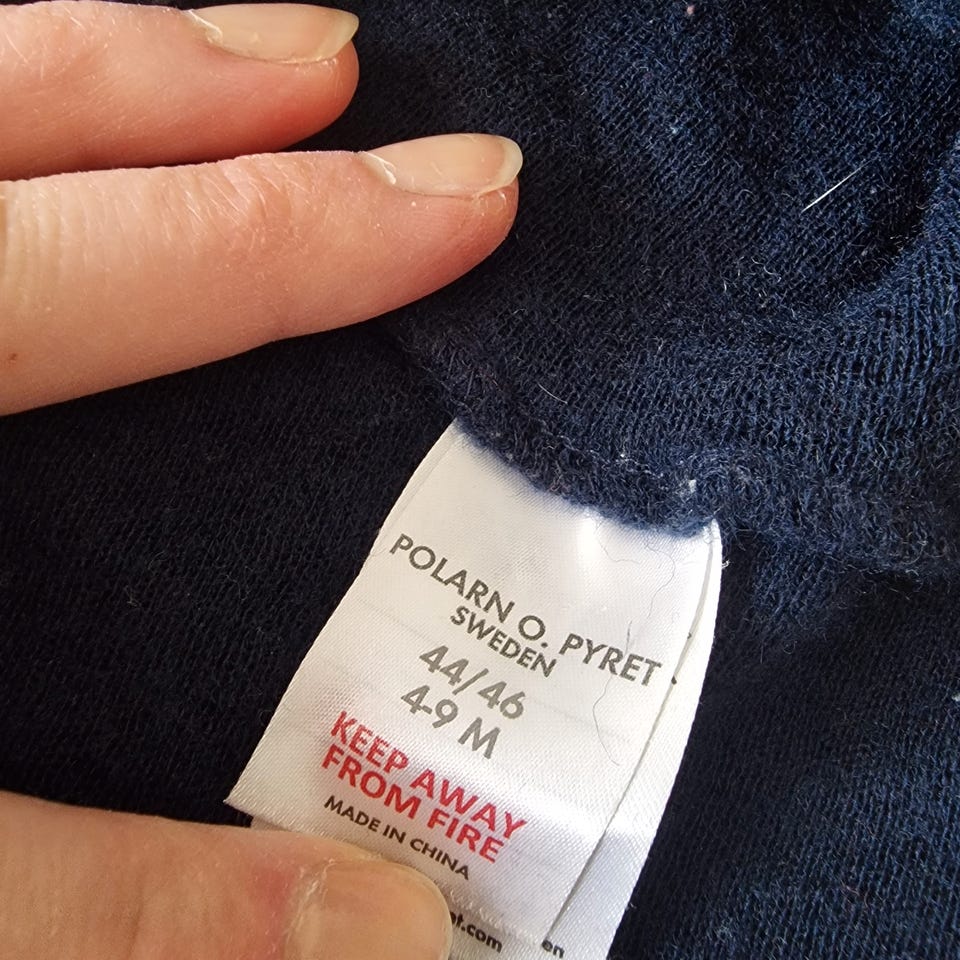 POLARN O. PYRET
SWEDEN
44/46
4-9 M
KEEP AWAY
FROM FIRE
MADE IN CHINA